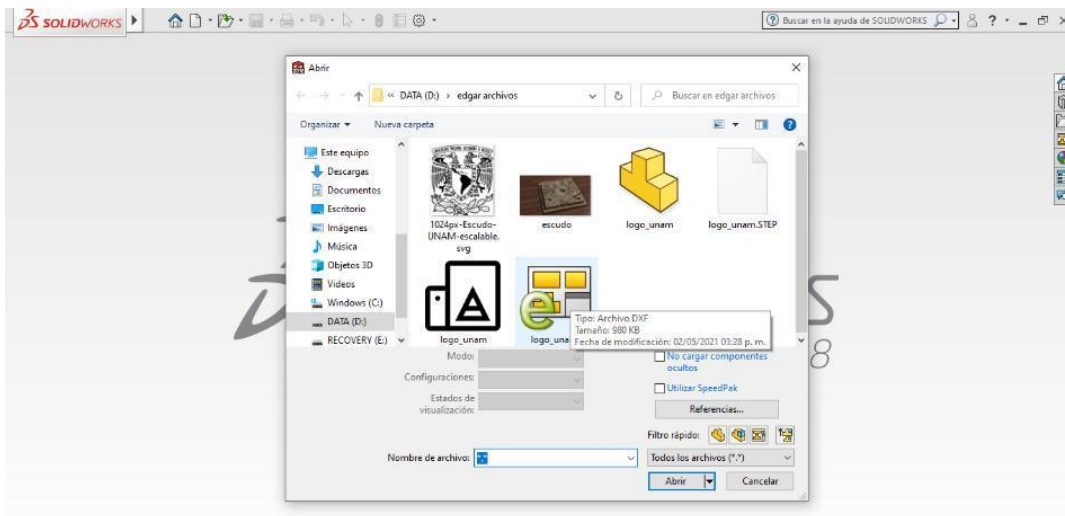 SOLIDWORKS
Buscar en la ayuda de SOLIDWORKS
Abrir
« DATA (D:) › edgar archivos
Buscar en edgar archivos
Organizar
Nueva carpeta
Este equipo
Descargas
Documentos
Escritorio
Imágenes
Música
Objetos 3D
Videos
Windows (C:)
DATA (D:)
RECOVERY (E:)
1024px-Escudo-
UNAM-escalable.
svg
escudo
logo_unam
logo_unam.STEP
logo_unam
logo_una
Tipo: Archivo DXF
Tamaño: 980 KB
Fecha de modificación: 02/05/2021 03:28 p. m.
Modo:
Configuraciones:
Estados de
visualización:
No cargar componentes
ocultos
Utilizar SpeedPak
Referencias...
Filtro rápido:
Nombre de archivo:
Todos los archivos (*.*)
Abrir
Cancelar
S
8